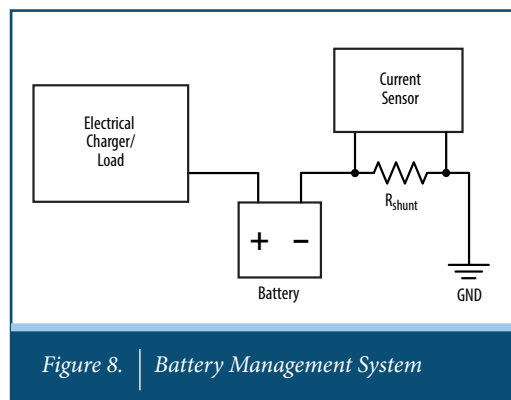 Electrical
Charger/
Load
Current
Sensor
R_shunt
+ −
Battery
GND
Figure 8. | Battery Management System